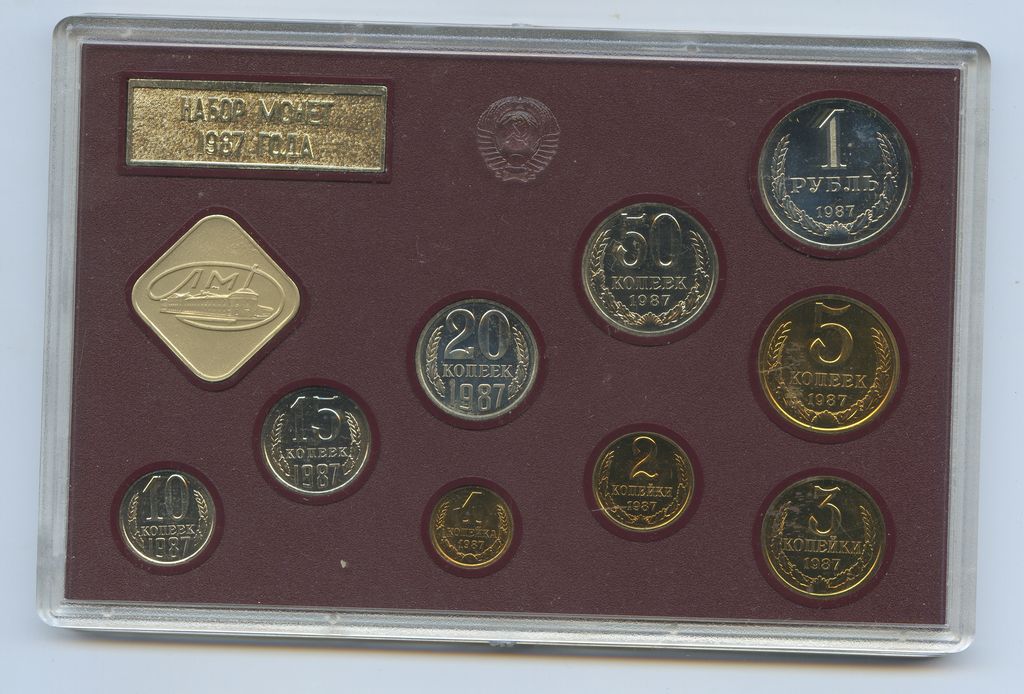 НАБОР МОНЕТ
1987 ГОДА
1
РУБЛЬ
1987
50
КОПЕЕК
1987
ЛМД
20
КОПЕЕК
1987
5
КОПЕЕК
1987
15
КОПЕЕК
1987
2
КОПЕЙКИ
1987
10
КОПЕЕК
1987
1
КОПЕЙКА
1987
3
КОПЕЙКИ
1987